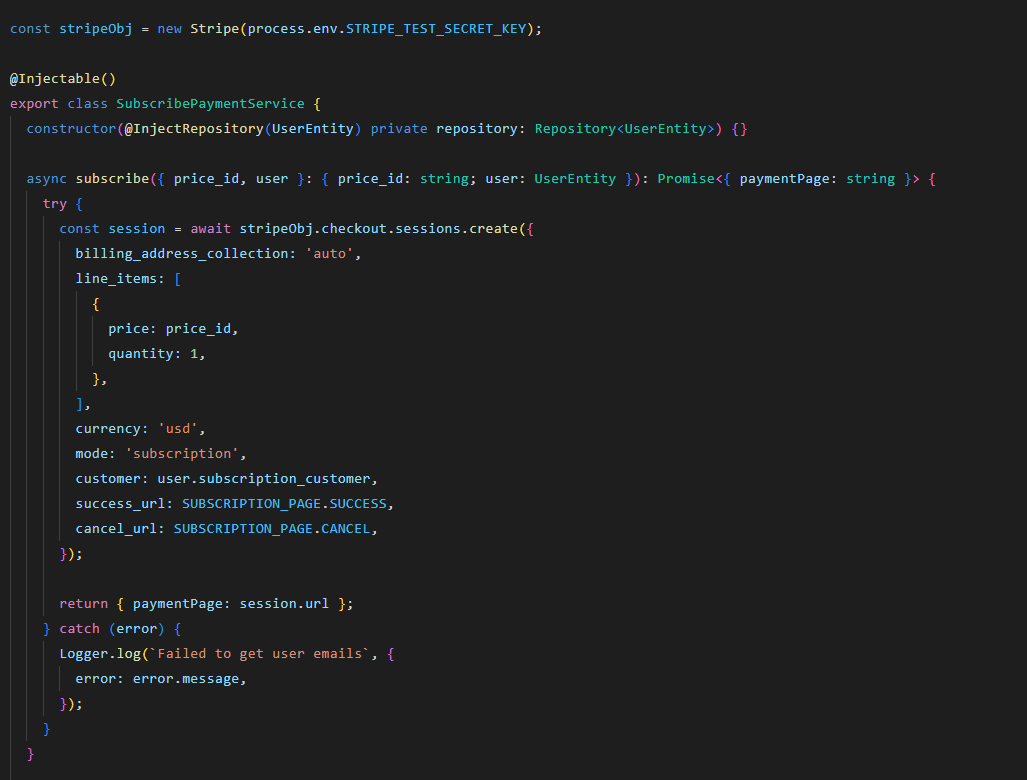 const stripeObj = new Stripe(process.env.STRIPE_TEST_SECRET_KEY);
@Injectable()
export class SubscribePaymentService {
constructor(@InjectRepository(UserEntity) private repository: Repository<UserEntity>) {}
async subscribe({ price_id, user }: { price_id: string; user: UserEntity }): Promise<{ paymentPage: string }> {
try {
const session = await stripeObj.checkout.sessions.create({
billing_address_collection: 'auto',
line_items: [
{
price: price_id,
quantity: 1,
},
],
currency: 'usd',
mode: 'subscription',
customer: user.subscription_customer,
success_url: SUBSCRIPTION_PAGE.SUCCESS,
cancel_url: SUBSCRIPTION_PAGE.CANCEL,
});
return { paymentPage: session.url };
} catch (error) {
Logger.log(`Failed to get user emails`, {
error: error.message,
});
}
}